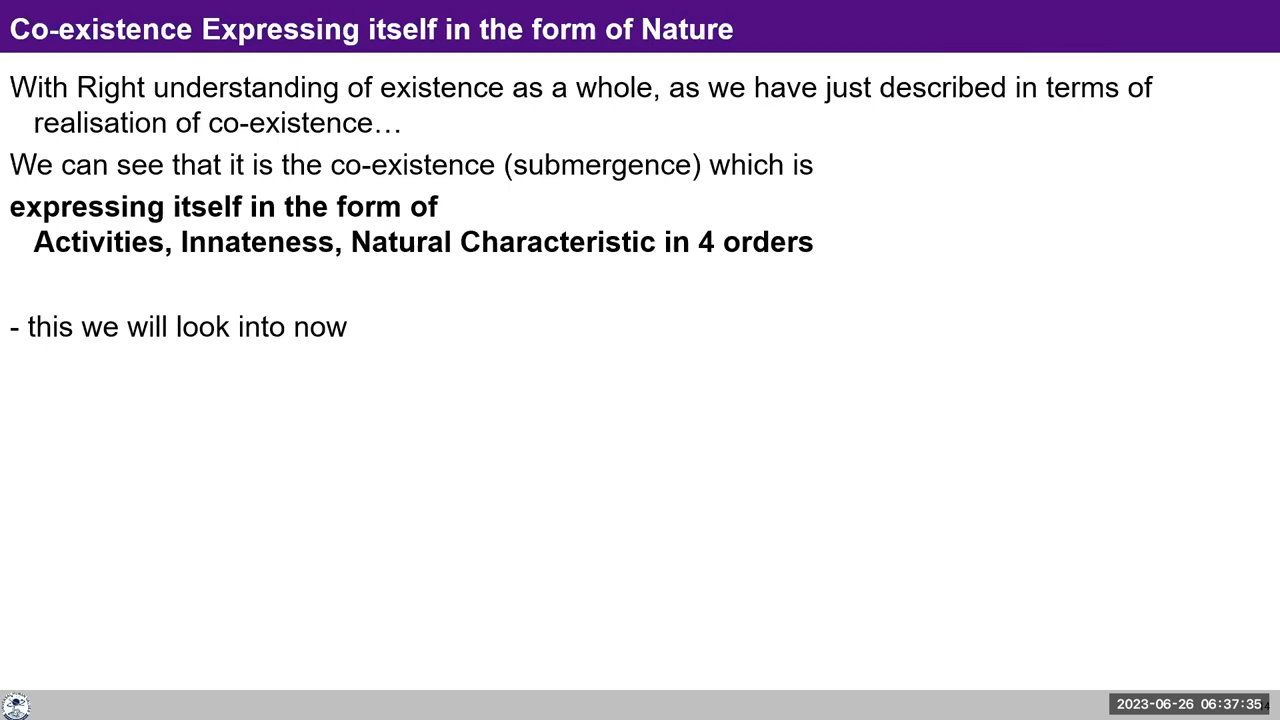 Co-existence Expressing itself in the form of Nature
With Right understanding of existence as a whole, as we have just described in terms of
realisation of co-existence…
We can see that it is the co-existence (submergence) which is
expressing itself in the form of
Activities, Innateness, Natural Characteristic in 4 orders
- this we will look into now
2023-06-26 06:37:35